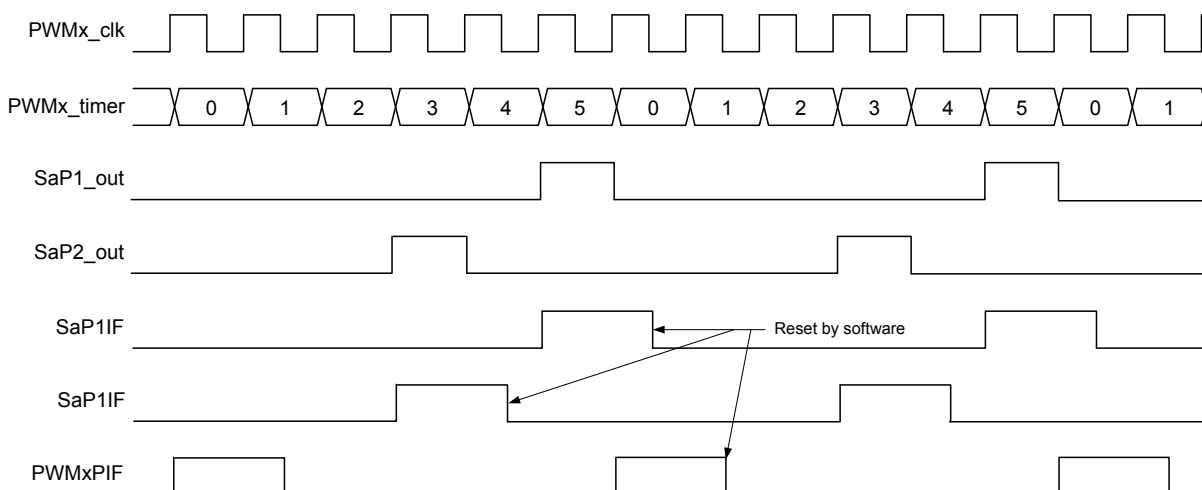 PWMx_clk
PWMx_timer 0 1 2 3 4 5 0 1 2 3 4 5 0 1
SaP1_out
SaP2_out
SaP1IF Reset by software
SaP1IF
PWMxPIF